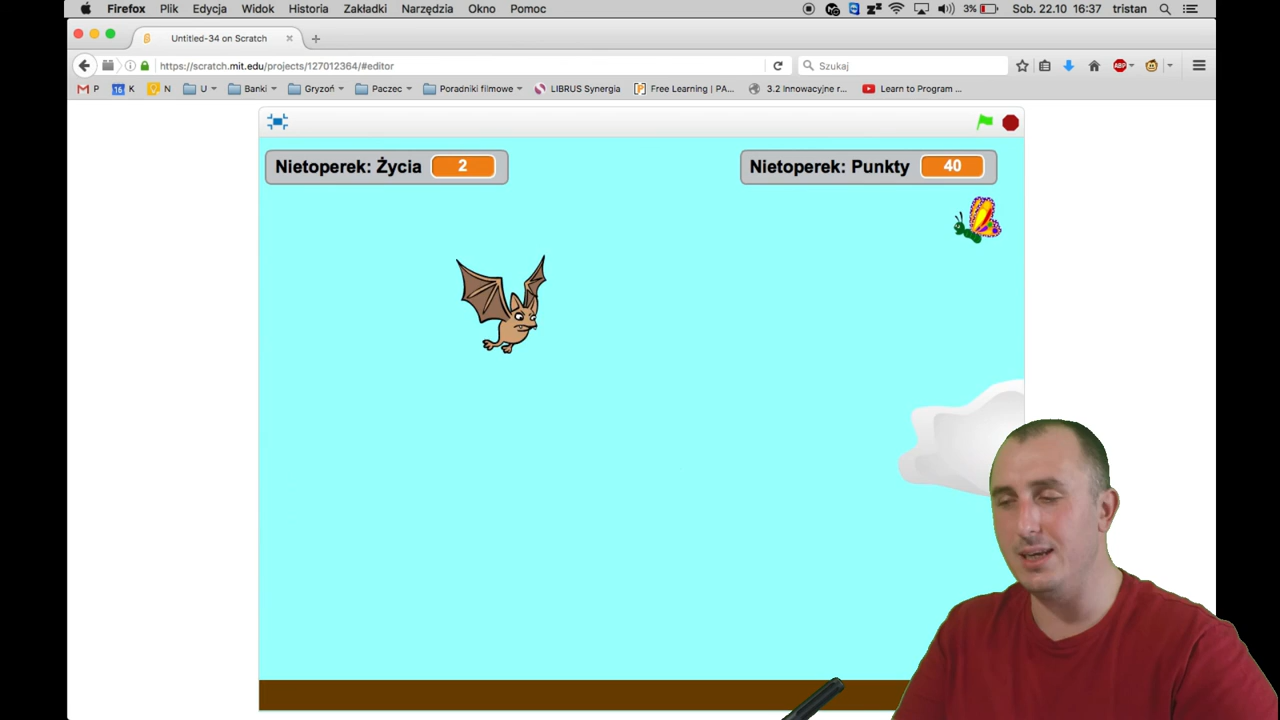 Firefox Plik Edycja Widok Historia Zakładki Narzędzia Okno Pomoc 3% Sob. 22.10 16:37 tristan
Untitled-34 on Scratch
https://scratch.mit.edu/projects/127012364/#editor Szukaj
P 16 K N U Banki Gryzoń Paczec Poradniki filmowe LIBRUS Synergia Free Learning | PA... 3.2 Innowacyjne r... Learn to Program ...
Nietoperek: Życia 2 Nietoperek: Punkty 40